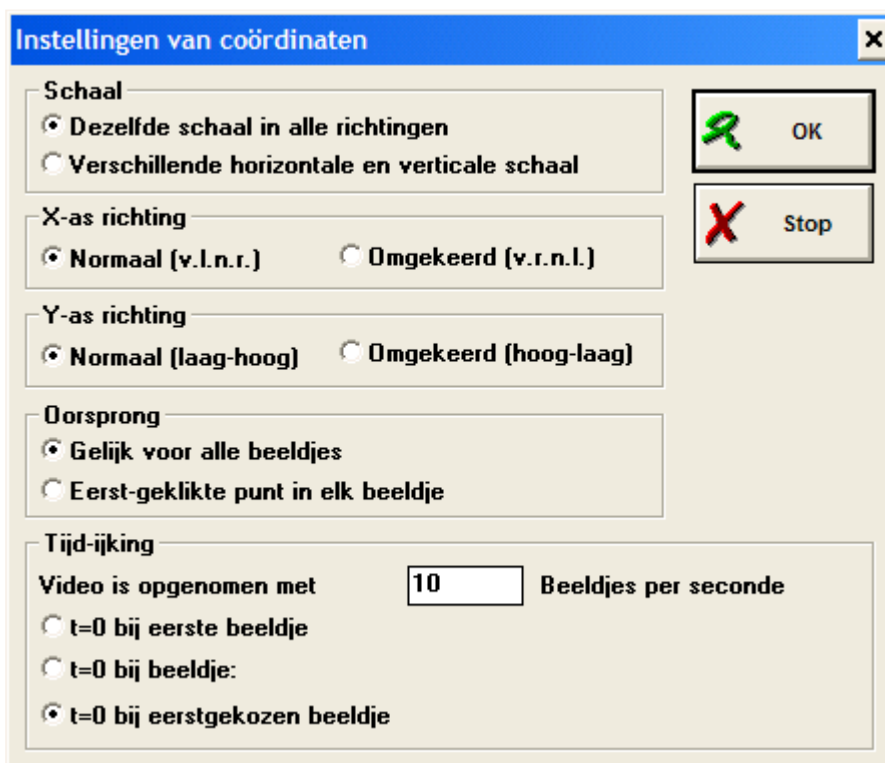 Instellingen van coördinaten
Schaal
Dezelfde schaal in alle richtingen
Verschillende horizontale en verticale schaal
OK
Stop
X-as richting
Normaal (v.l.n.r.) Omgekeerd (v.r.n.l.)
Y-as richting
Normaal (laag-hoog) Omgekeerd (hoog-laag)
Oorsprong
Gelijk voor alle beeldjes
Eerst-geklikte punt in elk beeldje
Tijd-ijking
Video is opgenomen met 10 Beeldjes per seconde
t=0 bij eerste beeldje
t=0 bij beeldje:
t=0 bij eerstgekozen beeldje